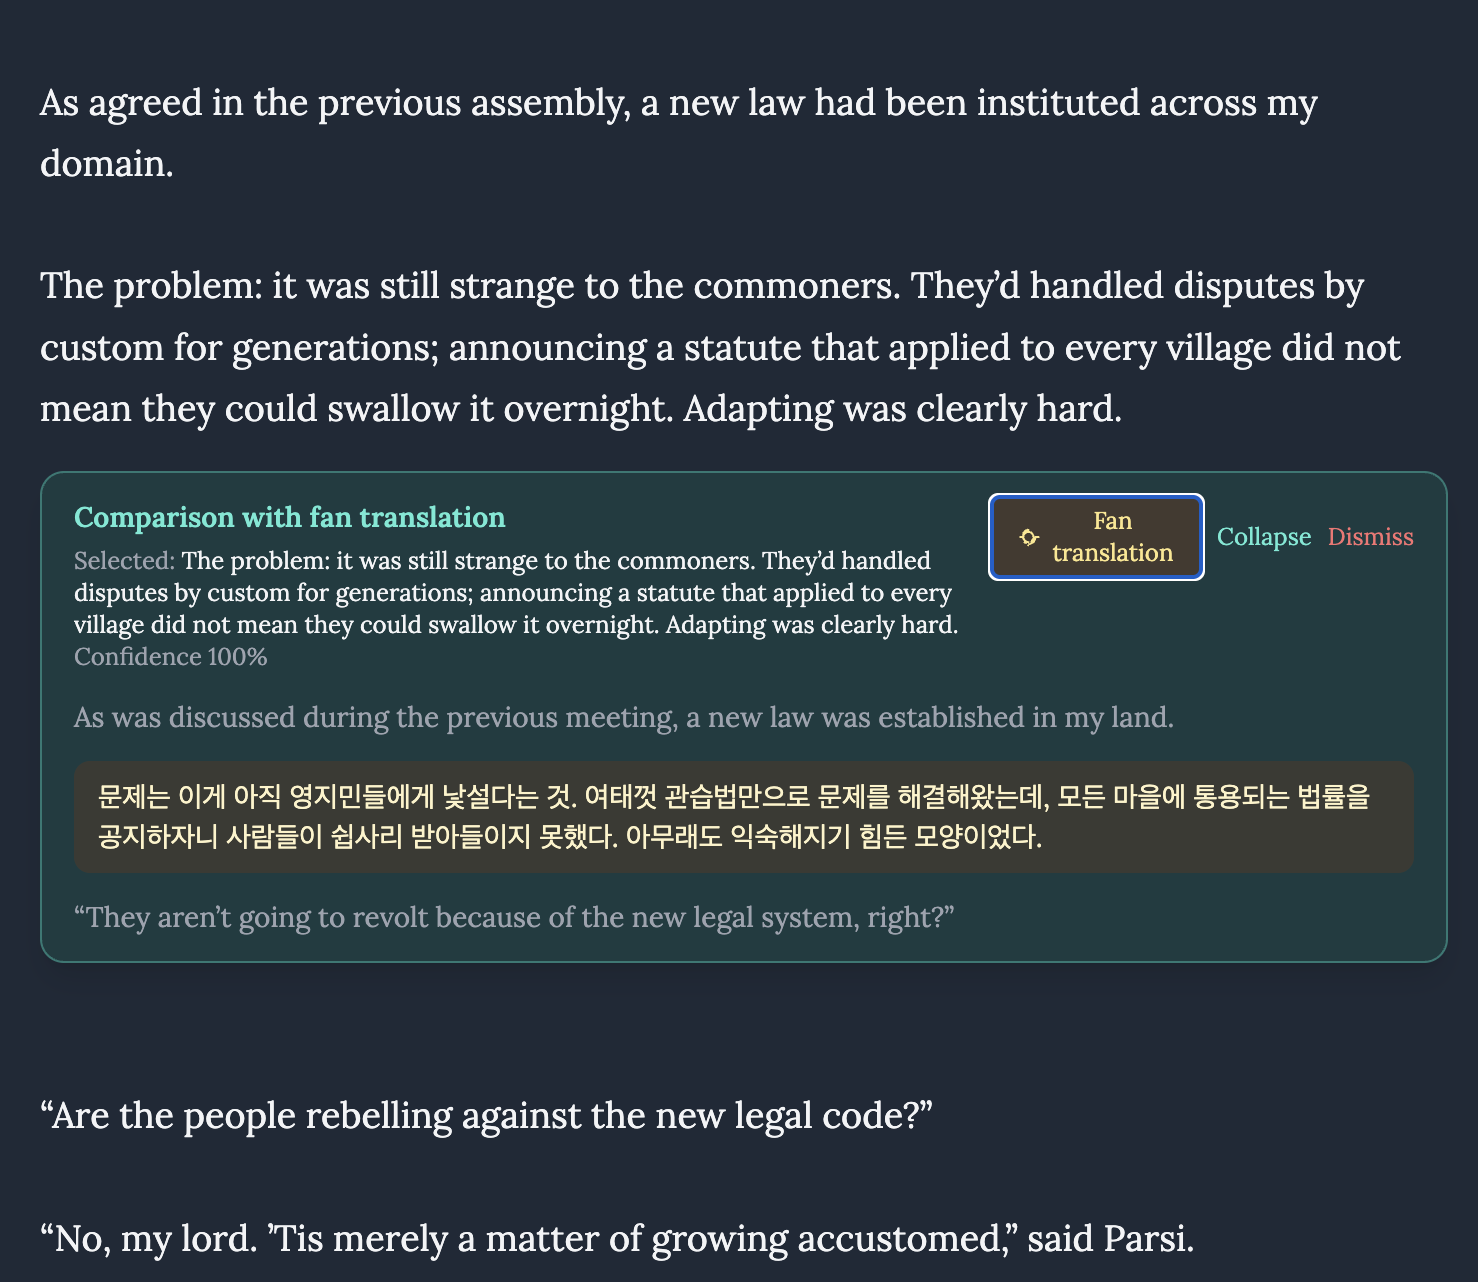 As agreed in the previous assembly, a new law had been instituted across my
domain.
The problem: it was still strange to the commoners. They’d handled disputes by
custom for generations; announcing a statute that applied to every village did not
mean they could swallow it overnight. Adapting was clearly hard.
Comparison with fan translation
Selected: The problem: it was still strange to the commoners. They’d handled
disputes by custom for generations; announcing a statute that applied to every
village did not mean they could swallow it overnight. Adapting was clearly hard.
Confidence 100%
Fan
translation
Collapse
Dismiss
As was discussed during the previous meeting, a new law was established in my land.
문제는 이게 아직 영지민들에게 낯설다는 것. 여태껏 관습법만으로 문제를 해결해왔는데, 모든 마을에 통용되는 법률을
공지하자니 사람들이 쉽사리 받아들이지 못했다. 아무래도 익숙해지기 힘든 모양이었다.
“They aren’t going to revolt because of the new legal system, right?”
“Are the people rebelling against the new legal code?”
“No, my lord. ’Tis merely a matter of growing accustomed,” said Parsi.